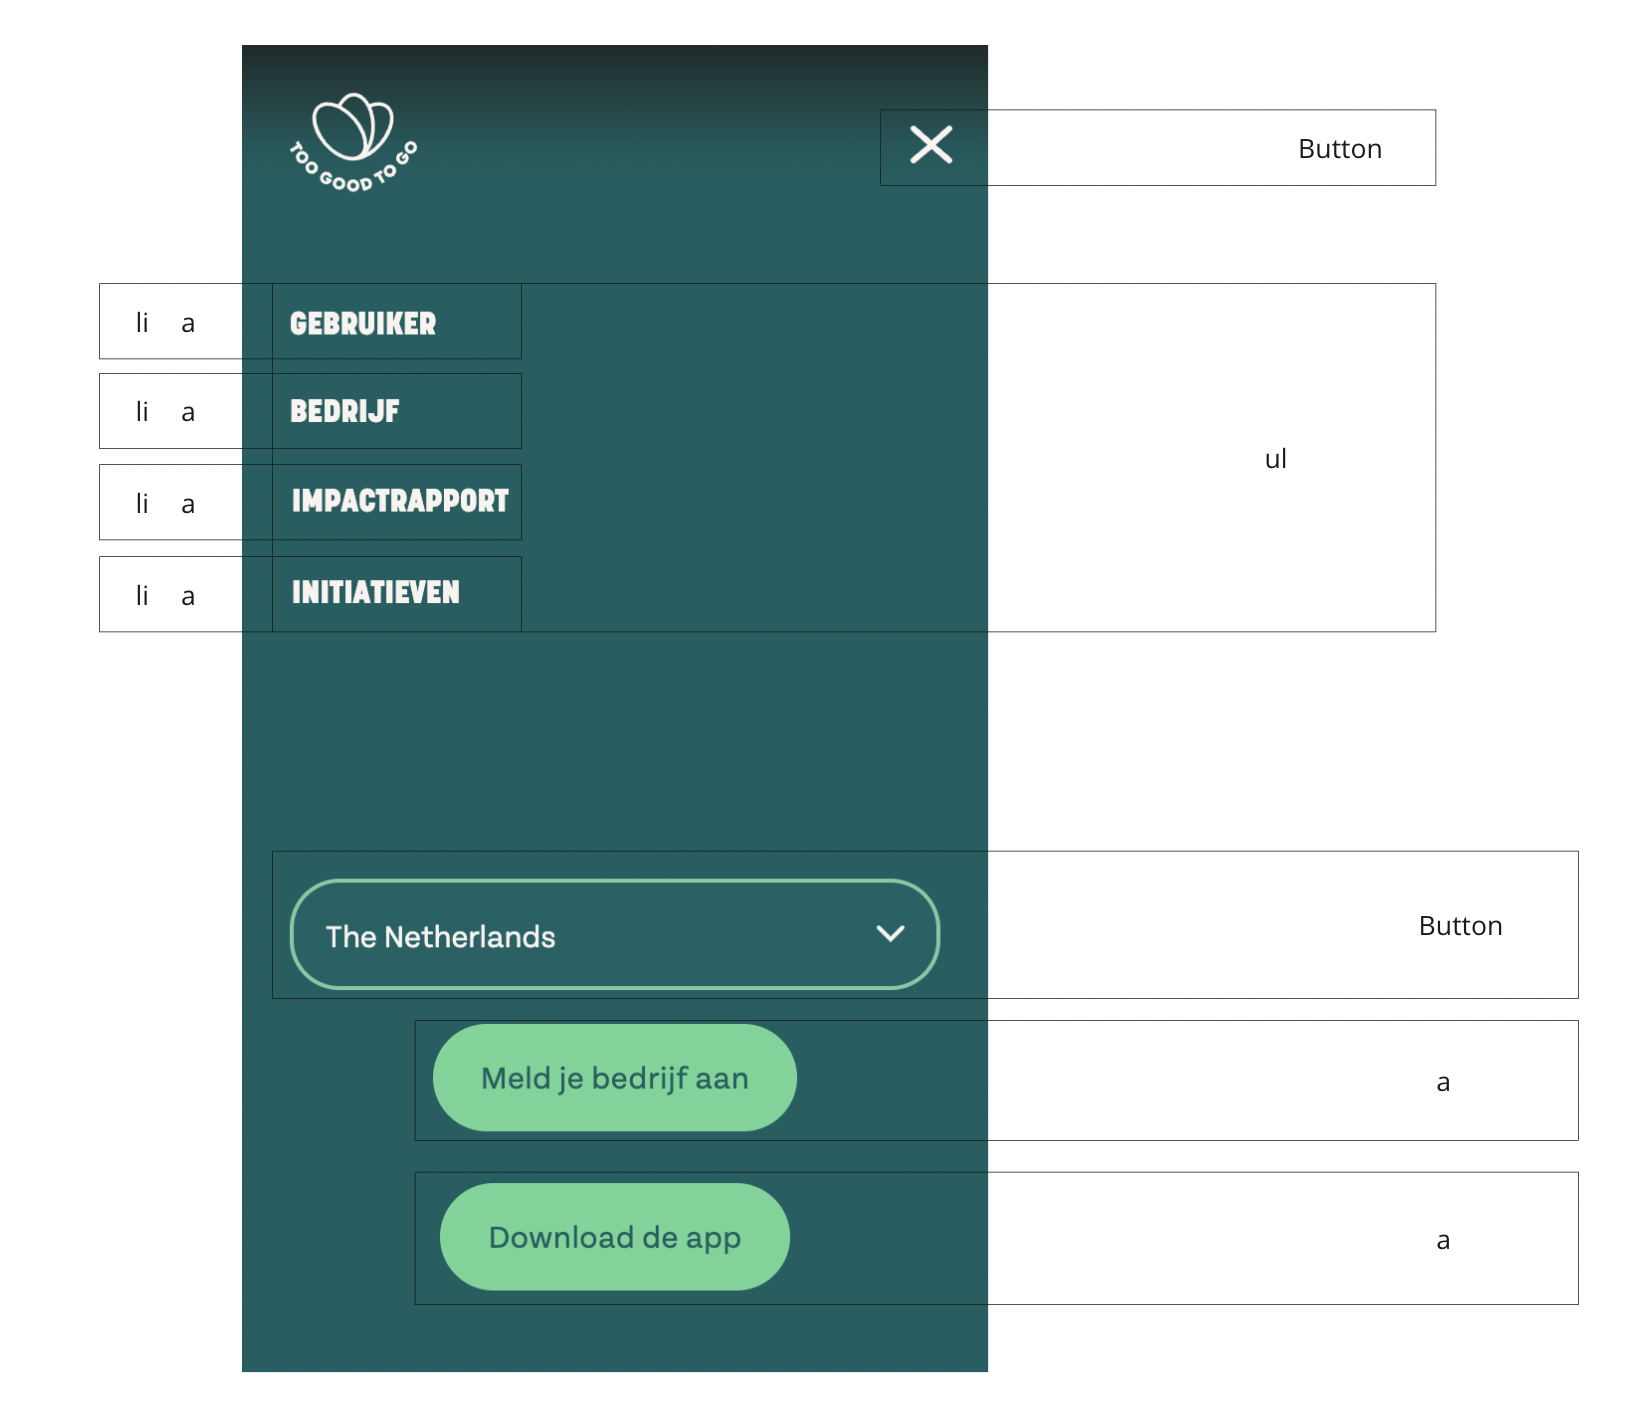 TOO GOOD TO GO
Button
li a GEBRUIKER
li a BEDRIJF
ul
li a IMPACTRAPPORT
li a INITIATIEVEN
The Netherlands
Button
Meld je bedrijf aan
a
Download de app
a